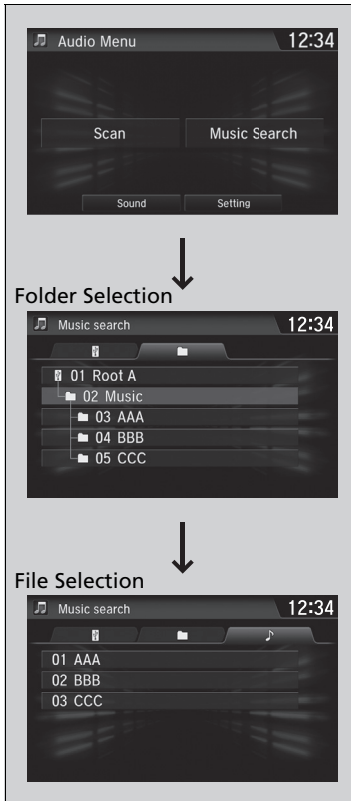 Audio Menu 12:34
Scan Music Search
Sound Setting
Folder Selection
Music search 12:34
01 Root A
02 Music
03 AAA
04 BBB
05 CCC
File Selection
Music search 12:34
01 AAA
02 BBB
03 CCC